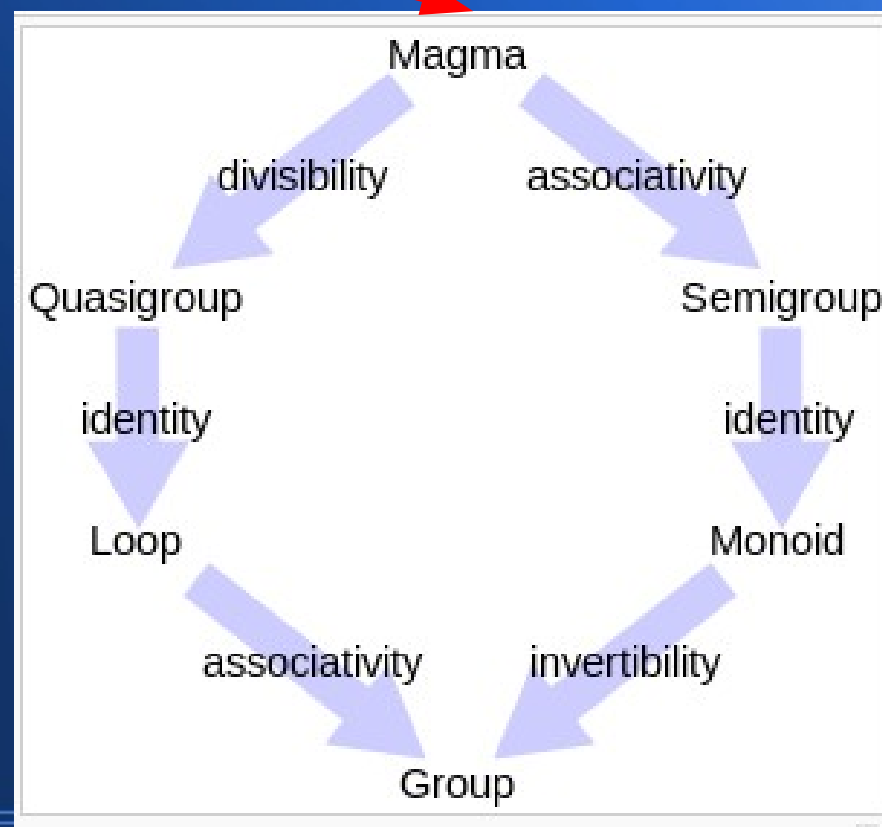 Magma
divisibility associativity
Quasigroup Semigroup
identity identity
Loop Monoid
associativity invertibility
Group